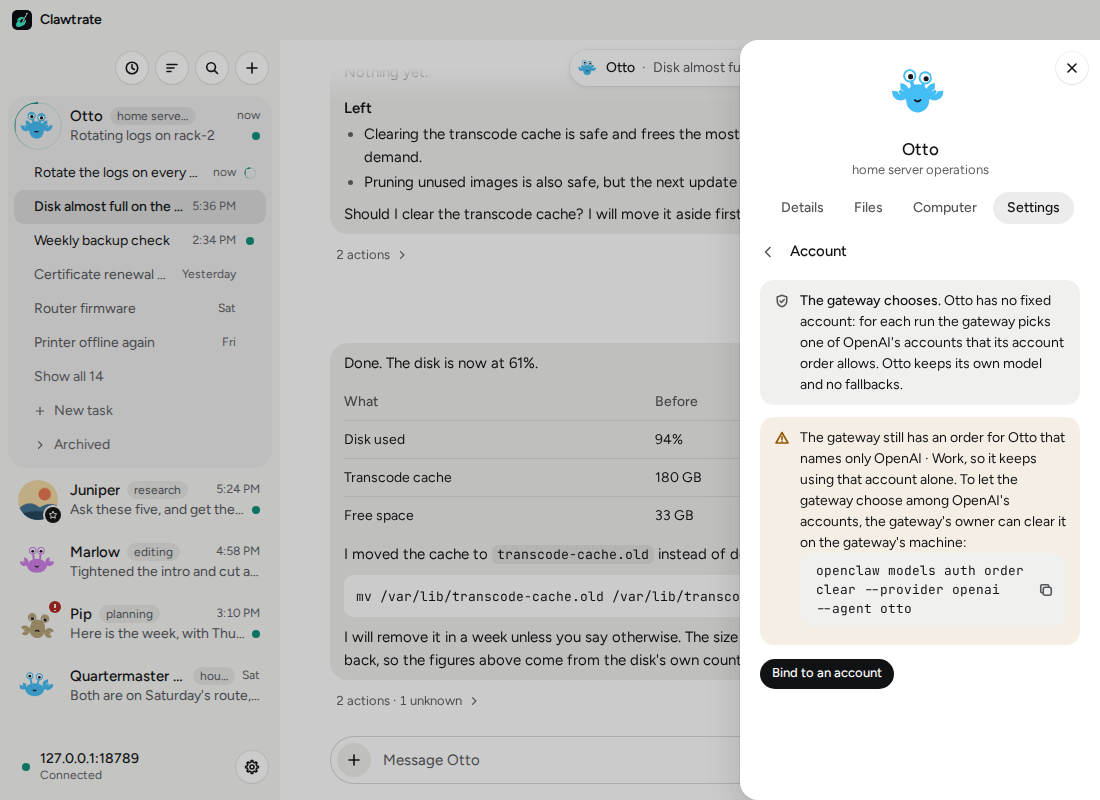 Clawtrate
Otto
home serve...
now
Rotating logs on rack-2
Rotate the logs on every ...
now
Disk almost full on the ...
5:36 PM
Weekly backup check
2:34 PM
Certificate renewal ...
Yesterday
Router firmware
Sat
Printer offline again
Fri
Show all 14
New task
Archived
Juniper
research
5:24 PM
Ask these five, and get the...
Marlow
editing
4:58 PM
Tightened the intro and cut a...
Pip
planning
3:10 PM
Here is the week, with Thu...
Quartermaster ...
hou...
Sat
Both are on Saturday's route,...
127.0.0.1:18789
Connected
Otto · Disk almost fu
Nothing yet.
Left
Clearing the transcode cache is safe and frees the most
demand.
Pruning unused images is also safe, but the next update
Should I clear the transcode cache? I will move it aside first
2 actions
Done. The disk is now at 61%.
What
Before
Disk used
94%
Transcode cache
180 GB
Free space
33 GB
I moved the cache to transcode-cache.old instead of d
mv /var/lib/transcode-cache.old /var/lib/transco
I will remove it in a week unless you say otherwise. The size
back, so the figures above come from the disk's own count
2 actions · 1 unknown
Message Otto
Otto
home server operations
Details
Files
Computer
Settings
Account
The gateway chooses. Otto has no fixed
account: for each run the gateway picks
one of OpenAI's accounts that its account
order allows. Otto keeps its own model
and no fallbacks.
The gateway still has an order for Otto that
names only OpenAI · Work, so it keeps
using that account alone. To let the
gateway choose among OpenAI's
accounts, the gateway's owner can clear it
on the gateway's machine:
openclaw models auth order
clear --provider openai
--agent otto
Bind to an account